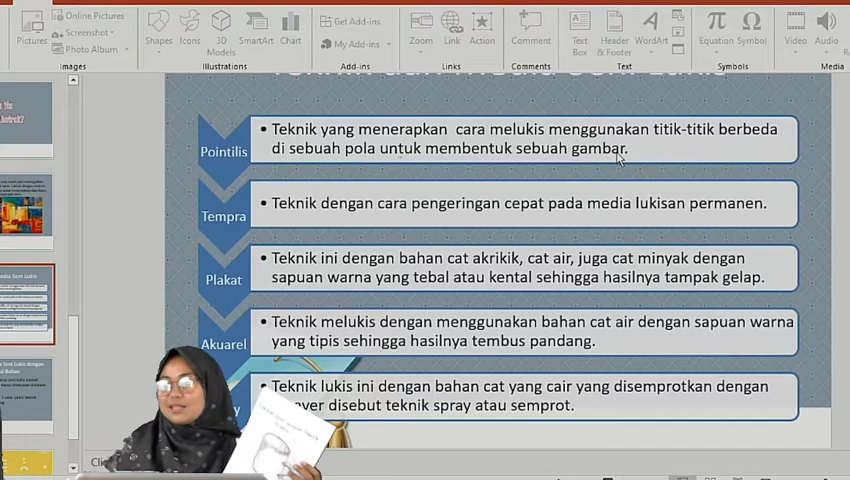 Online Pictures
Screenshot
Photo Album
Pictures
Shapes
Icons
3D
Models
SmartArt
Chart
Get Add-ins
My Add-ins
Zoom
Link
Action
Comment
Text
Box
Header
& Footer
WordArt
Equation
Symbol
Video
Audio
Images
Illustrations
Add-ins
Links
Comments
Text
Symbols
Media
Pointilis
• Teknik yang menerapkan cara melukis menggunakan titik-titik berbeda
di sebuah pola untuk membentuk sebuah gambar.
Tempra
• Teknik dengan cara pengeringan cepat pada media lukisan permanen.
Plakat
• Teknik ini dengan bahan cat akrikik, cat air, juga cat minyak dengan
sapuan warna yang tebal atau kental sehingga hasilnya tampak gelap.
Akuarel
• Teknik melukis dengan menggunakan bahan cat air dengan sapuan warna
yang tipis sehingga hasilnya tembus pandang.
Teknik lukis ini dengan bahan cat yang cair yang disemprotkan dengan
disebut teknik spray atau semprot.